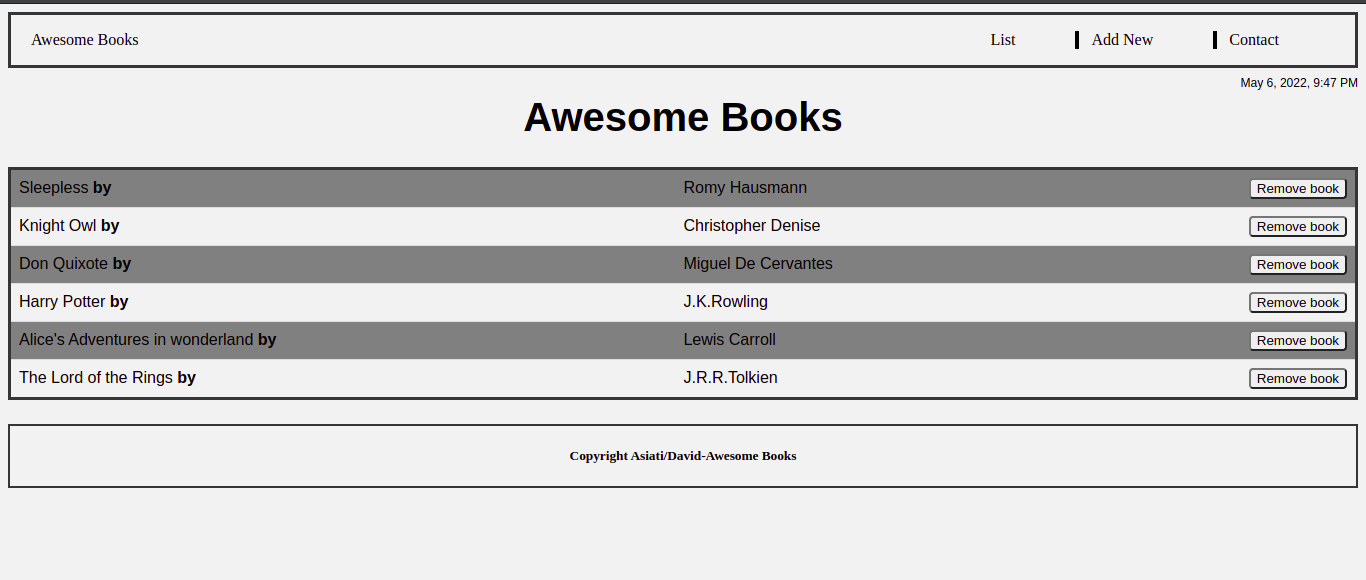 Awesome Books List Add New Contact
May 6, 2022, 9:47 PM
Awesome Books
Sleepless by Romy Hausmann Remove book
Knight Owl by Christopher Denise Remove book
Don Quixote by Miguel De Cervantes Remove book
Harry Potter by J.K.Rowling Remove book
Alice's Adventures in wonderland by Lewis Carroll Remove book
The Lord of the Rings by J.R.R.Tolkien Remove book
Copyright Asiati/David-Awesome Books